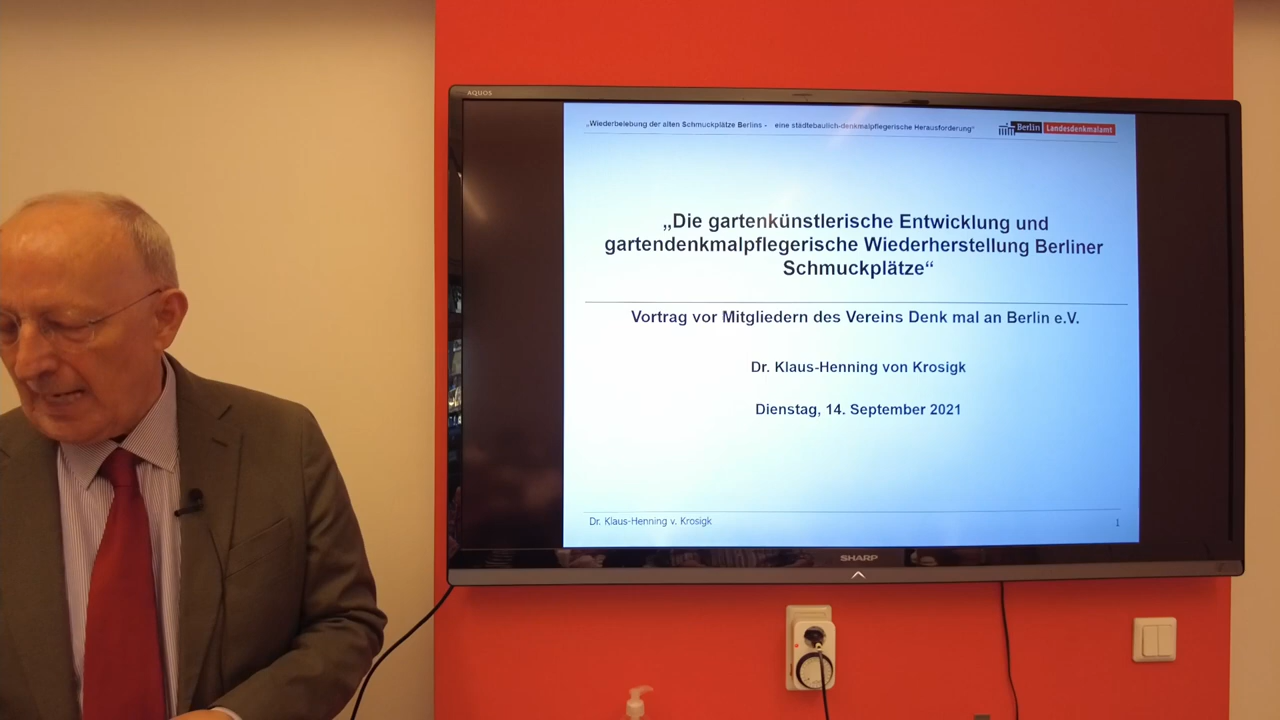 AQUOS
„Wiederbelebung der alten Schmuckplätze Berlins - eine städtebaulich-denkmalpflegerische Herausforderung“
Berlin Landesdenkmalamt
„Die gartenkünstlerische Entwicklung und
gartendenkmalpflegerische Wiederherstellung Berliner
Schmuckplätze“
Vortrag vor Mitgliedern des Vereins Denk mal an Berlin e.V.
Dr. Klaus-Henning von Krosigk
Dienstag, 14. September 2021
Dr. Klaus-Henning v. Krosigk
1
SHARP